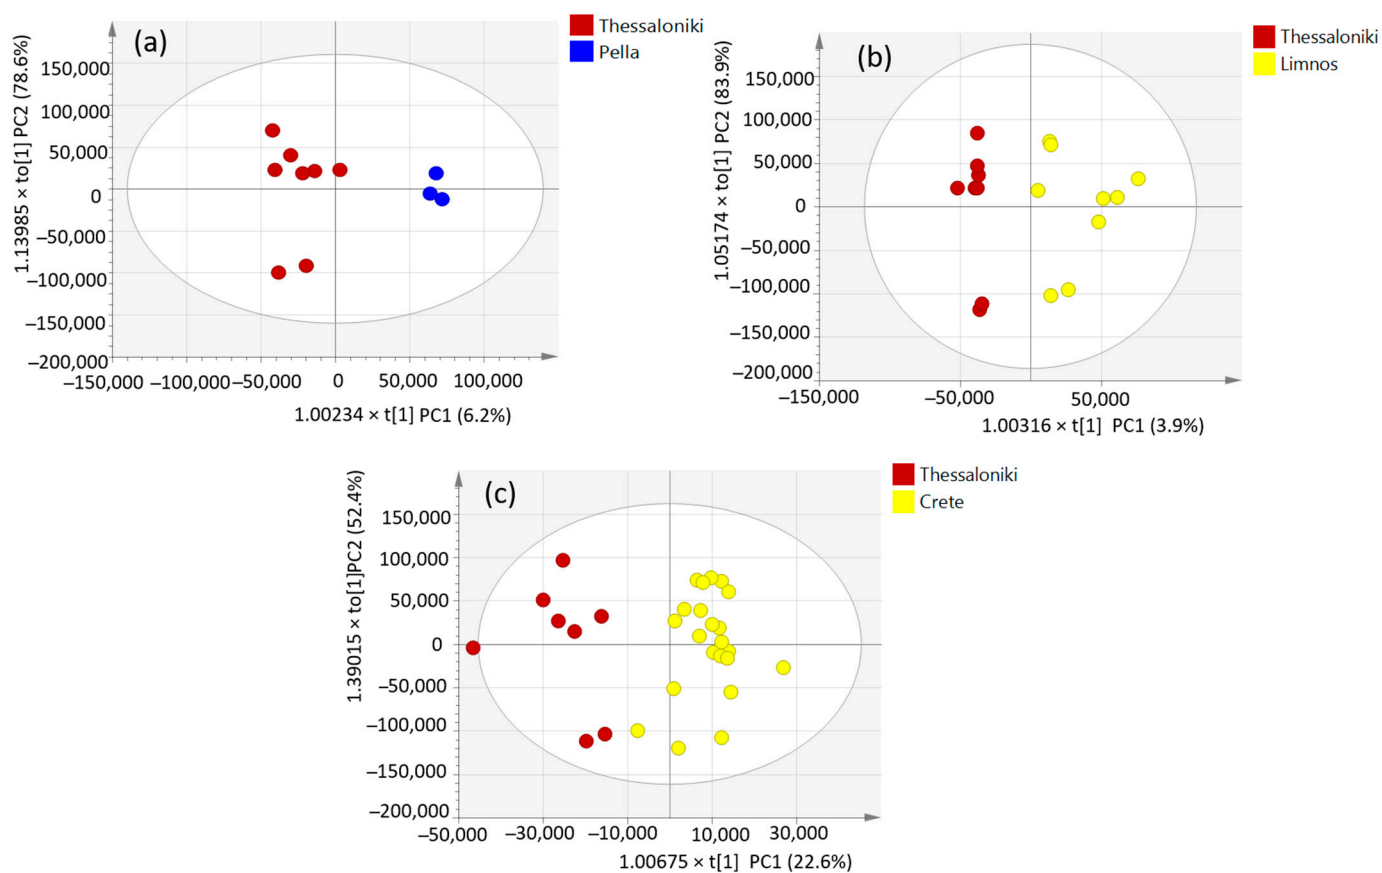 (a)
Thessaloniki
Pella
1.13985 × to[1] PC2 (78.6%)
150,000
100,000
50,000
0
−50,000
−100,000
−150,000
−200,000
−150,000 −100,000 −50,000 0 50,000 100,000
1.00234 × t[1] PC1 (6.2%)
(b)
Thessaloniki
Limnos
1.05174 × to[1] PC2 (83.9%)
150,000
100,000
50,000
0
−50,000
−100,000
−150,000
−200,000
−150,000 −50,000 50,000
1.00316 × t[1] PC1 (3.9%)
(c)
Thessaloniki
Crete
1.39015 × to[1]PC2 (52.4%)
150,000
100,000
50,000
0
−50,000
−100,000
−150,000
−200,000
−50,000 −30,000 −10,000 10,000 30,000
1.00675 × t[1] PC1 (22.6%)